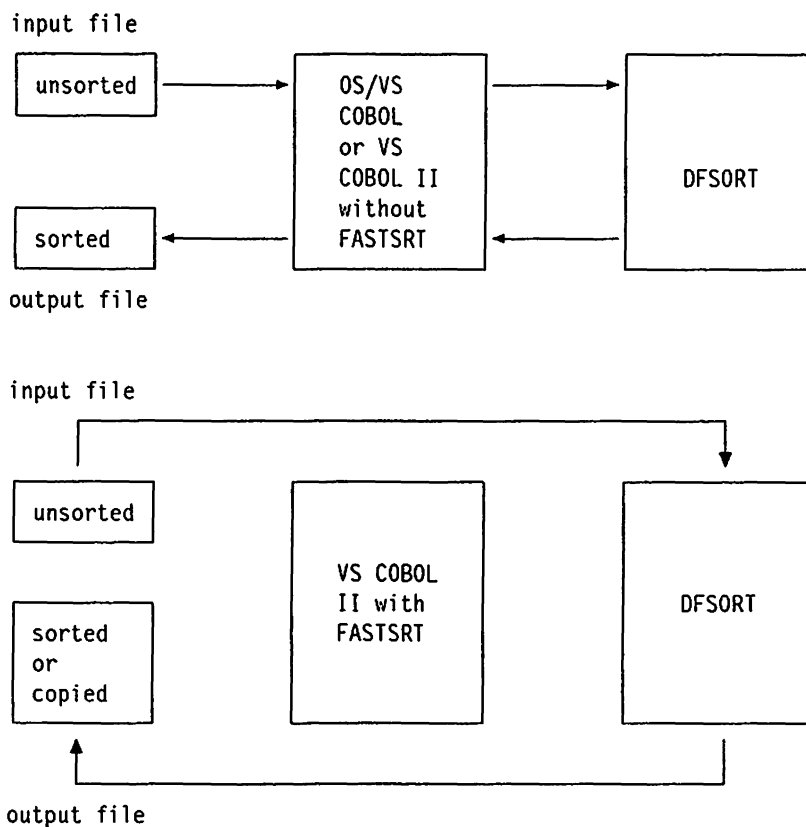 input file
unsorted
OS/VS
COBOL
or VS
COBOL II
without
FASTSRT
DFSORT
sorted
output file
input file
unsorted
VS COBOL
II with
FASTSRT
DFSORT
sorted
or
copied
output file